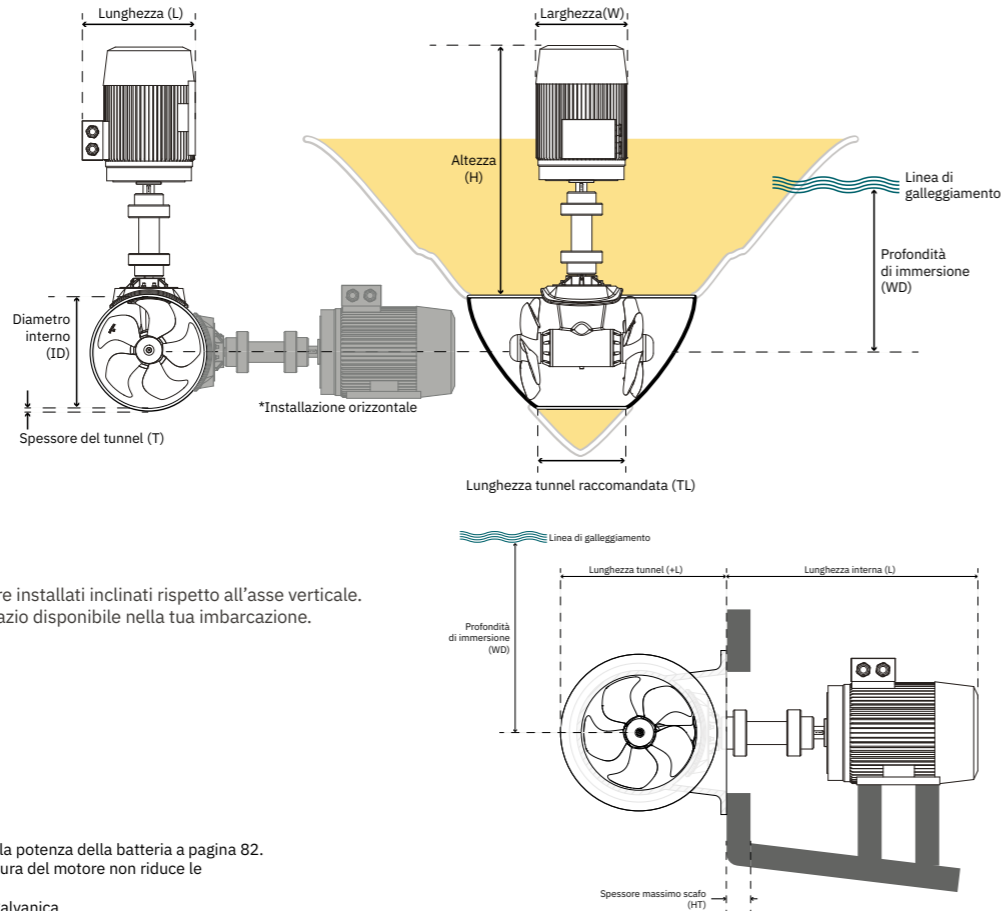 Lunghezza (L)
Larghezza(W)
Altezza
(H)
Linea di
galleggiamento
Profondità
di immersione
(WD)
Diametro
interno
(ID)
*Installazione orizzontale
Spessore del tunnel (T)
Lunghezza tunnel raccomandata (TL)
Linea di galleggiamento
Lunghezza tunnel (+L)
Lunghezza interna (L)
re installati inclinati rispetto all’asse verticale.
azio disponibile nella tua imbarcazione.
Profondità
di immersione
(WD)
la potenza della batteria a pagina 82.
ura del motore non riduce le
alvanica
Spessore massimo scafo
(HT)